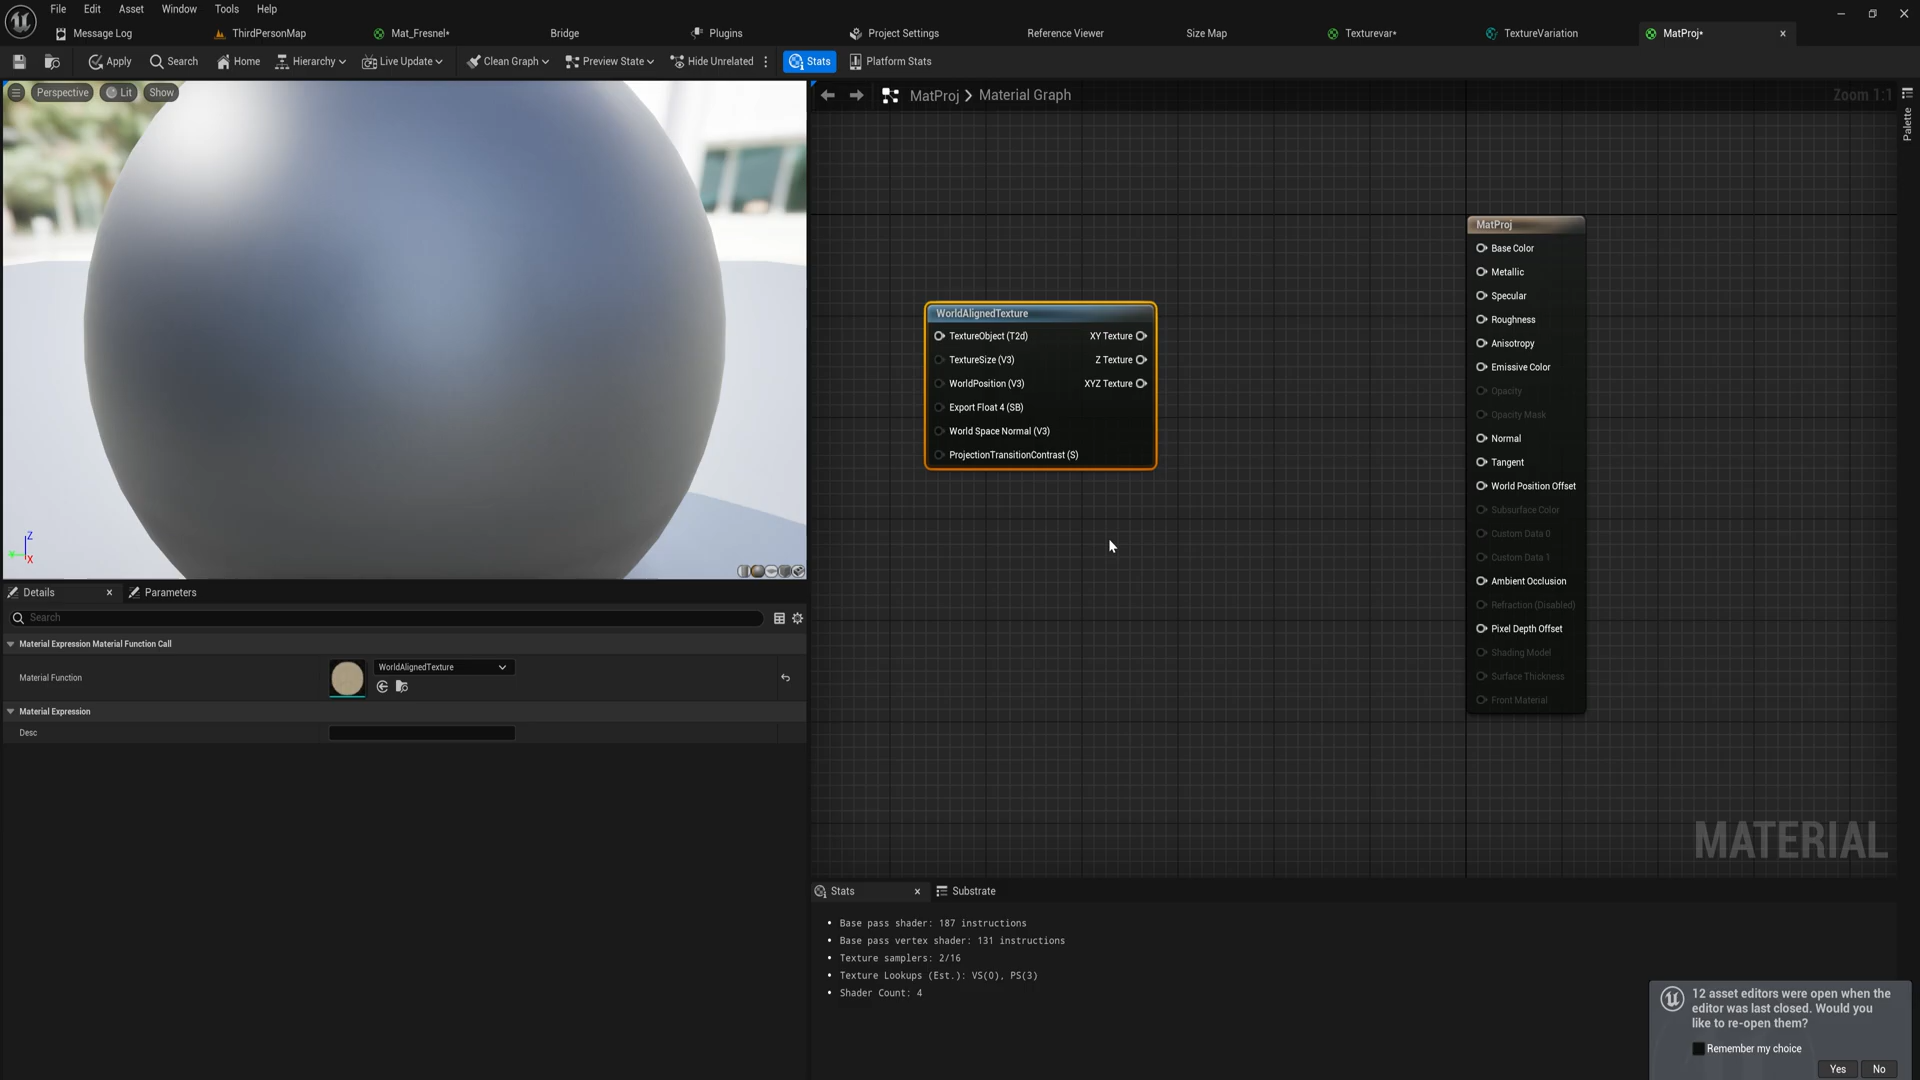 File Edit Asset Window Tools Help
Message Log ThirdPersonMap Mat_Fresnel* Bridge Plugins Project Settings Reference Viewer Size Map Texturevar* TextureVariation MatProj*
Apply Search Home Hierarchy Live Update Clean Graph Preview State Hide Unrelated Stats Platform Stats
Perspective Lit Show
MatProj > Material Graph
Zoom 1:1
Palette
MatProj
Base Color
Metallic
Specular
Roughness
Anisotropy
Emissive Color
Opacity
Opacity Mask
Normal
Tangent
World Position Offset
Subsurface Color
Custom Data 0
Custom Data 1
Ambient Occlusion
Refraction (Disabled)
Pixel Depth Offset
Shading Model
Surface Thickness
Front Material
WorldAlignedTexture
TextureObject (T2d) XY Texture
TextureSize (V3) Z Texture
WorldPosition (V3) XYZ Texture
Export Float 4 (SB)
World Space Normal (V3)
ProjectionTransitionContrast (S)
MATERIAL
Z
X
Details Parameters
Search
Material Expression Material Function Call
Material Function WorldAlignedTexture
Material Expression
Desc
Stats Substrate
• Base pass shader: 187 instructions
• Base pass vertex shader: 131 instructions
• Texture samplers: 2/16
• Texture Lookups (Est.): VS(0), PS(3)
• Shader Count: 4
12 asset editors were open when the
editor was last closed. Would you
like to re-open them?
Remember my choice
Yes No